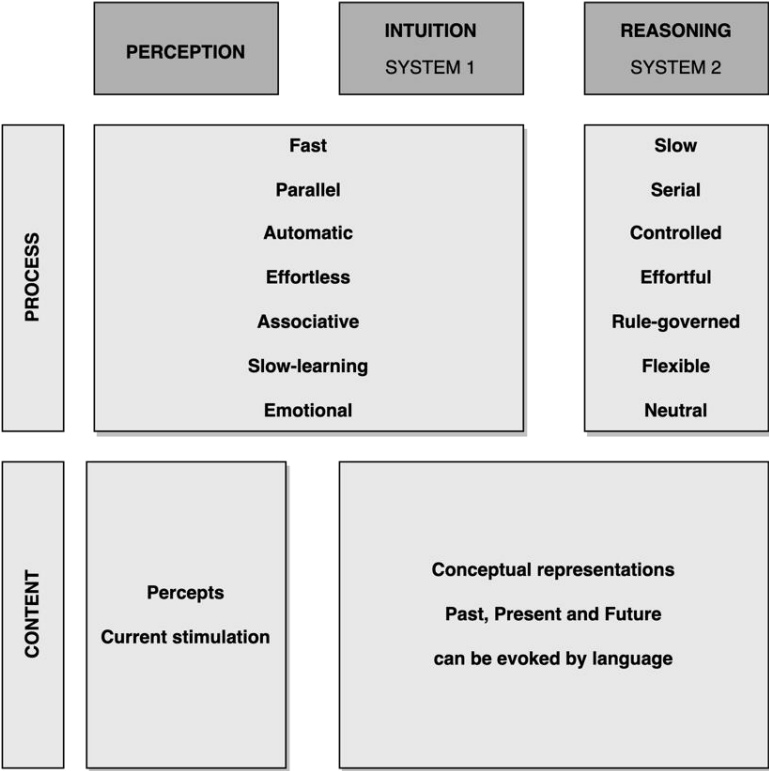 PERCEPTION
INTUITION
SYSTEM 1
REASONING
SYSTEM 2
PROCESS
Fast
Parallel
Automatic
Effortless
Associative
Slow-learning
Emotional
Slow
Serial
Controlled
Effortful
Rule-governed
Flexible
Neutral
CONTENT
Percepts
Current stimulation
Conceptual representations
Past, Present and Future
can be evoked by language